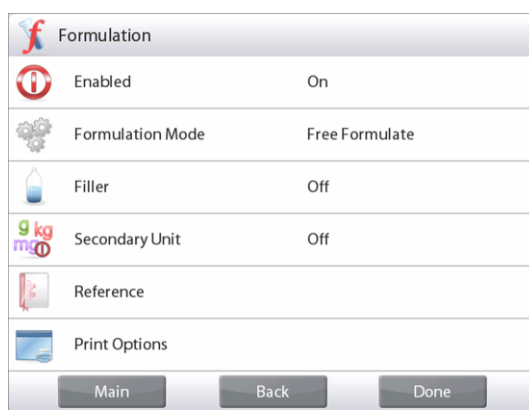 Formulation
Enabled On
Formulation Mode Free Formulate
Filler Off
g kg
mg
Secondary Unit Off
Reference
Print Options
Main Back Done